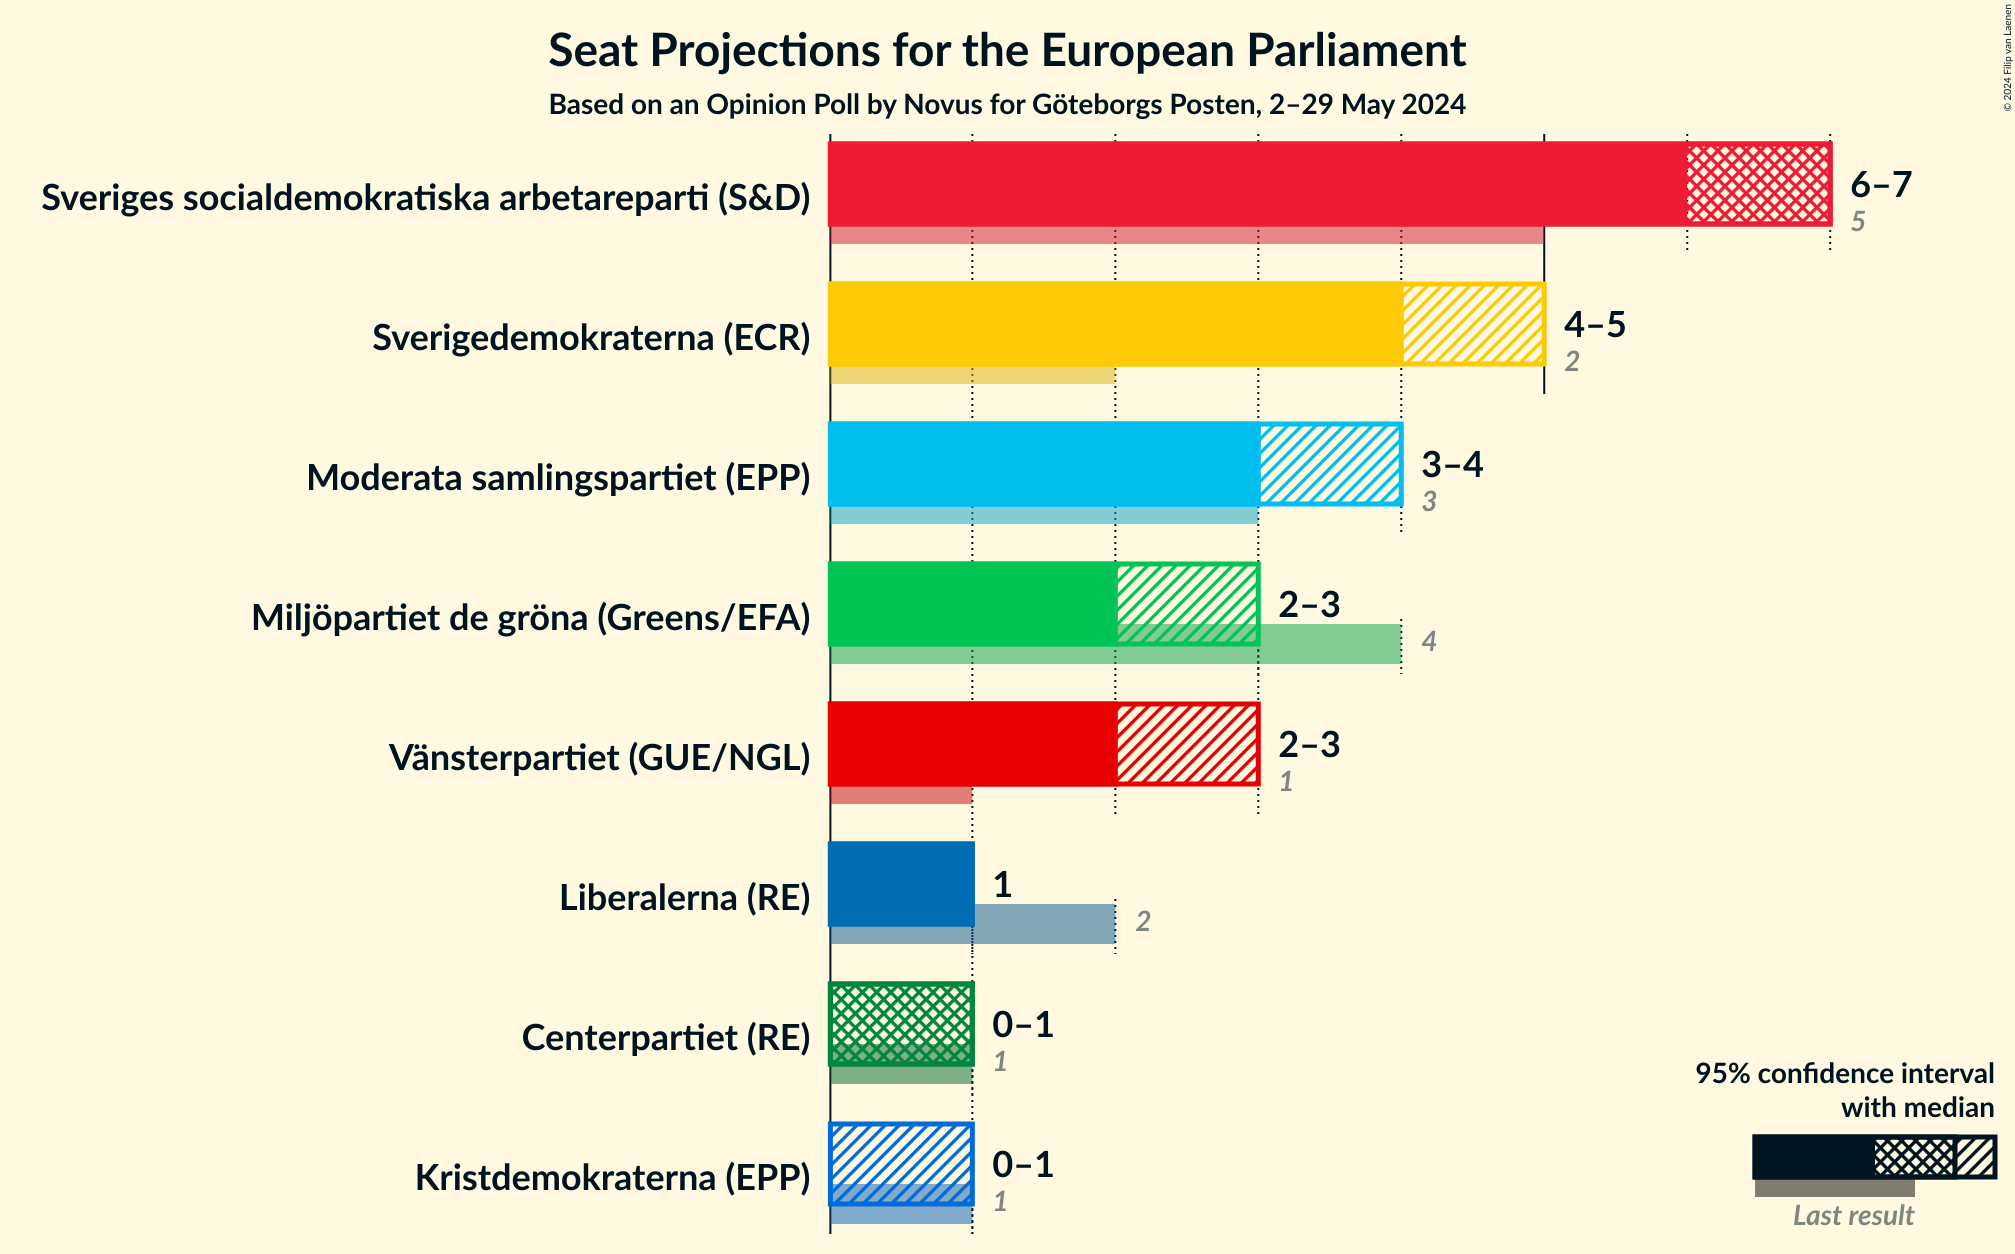 Seat Projections for the European Parliament
Based on an Opinion Poll by Novus for Göteborgs Posten, 2–29 May 2024
© 2024 Filip van Laenen
Sveriges socialdemokratiska arbetareparti (S&D)
6–7
5
Sverigedemokraterna (ECR)
4–5
2
Moderata samlingspartiet (EPP)
3–4
3
Miljöpartiet de gröna (Greens/EFA)
2–3
4
Vänsterpartiet (GUE/NGL)
2–3
1
Liberalerna (RE)
1
2
Centerpartiet (RE)
0–1
1
Kristdemokraterna (EPP)
0–1
1
95% confidence interval
with median
Last result